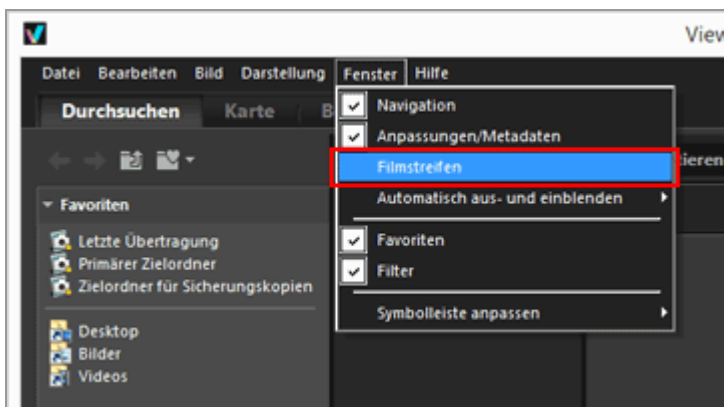 View
Datei Bearbeiten Bild Darstellung Fenster Hilfe
Durchsuchen Karte B
Navigation
Anpassungen/Metadaten
Filmstreifen
ieren
Automatisch aus- und einblenden
Favoriten
Filter
Symbolleiste anpassen
Favoriten
Letzte Übertragung
Primärer Zielordner
Zielordner für Sicherungskopien
Desktop
Bilder
Videos